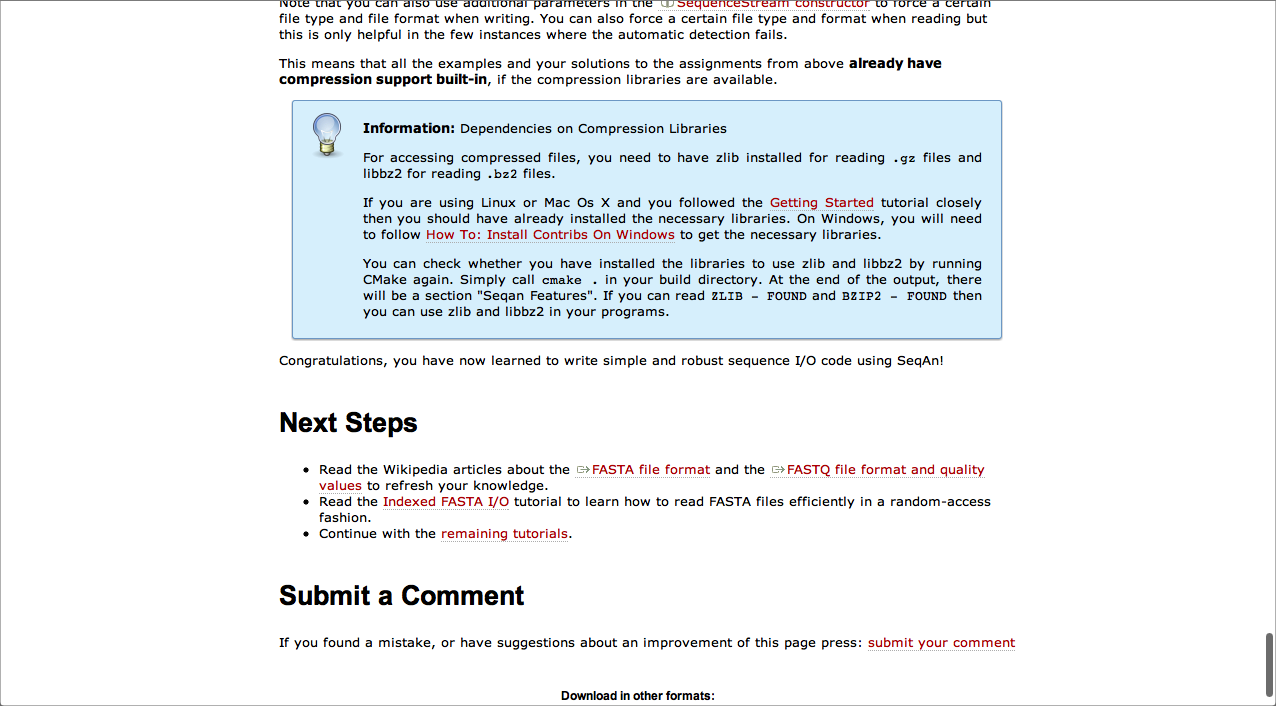 Note that you can also use additional parameters in the SequenceStream constructor to force a certain
file type and file format when writing. You can also force a certain file type and format when reading but
this is only helpful in the few instances where the automatic detection fails.
This means that all the examples and your solutions to the assignments from above already have
compression support built-in, if the compression libraries are available.
Information: Dependencies on Compression Libraries
For accessing compressed files, you need to have zlib installed for reading .gz files and
libbz2 for reading .bz2 files.
If you are using Linux or Mac Os X and you followed the Getting Started tutorial closely
then you should have already installed the necessary libraries. On Windows, you will need
to follow How To: Install Contribs On Windows to get the necessary libraries.
You can check whether you have installed the libraries to use zlib and libbz2 by running
CMake again. Simply call cmake . in your build directory. At the end of the output, there
will be a section "Seqan Features". If you can read ZLIB - FOUND and BZIP2 - FOUND then
you can use zlib and libbz2 in your programs.
Congratulations, you have now learned to write simple and robust sequence I/O code using SeqAn!
Next Steps
• Read the Wikipedia articles about the FASTA file format and the FASTQ file format and quality
values to refresh your knowledge.
• Read the Indexed FASTA I/O tutorial to learn how to read FASTA files efficiently in a random-access
fashion.
• Continue with the remaining tutorials.
Submit a Comment
If you found a mistake, or have suggestions about an improvement of this page press: submit your comment
Download in other formats: